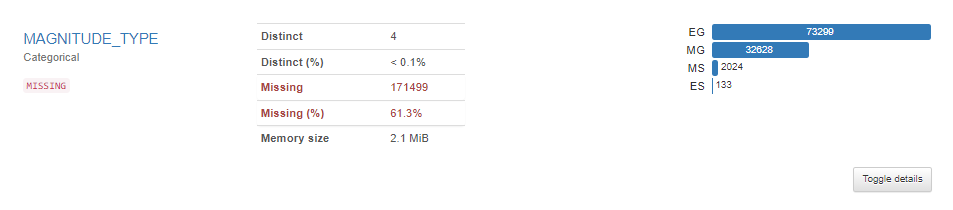 MAGNITUDE_TYPE
Categorical
MISSING
Distinct 4
Distinct (%) < 0.1%
Missing 171499
Missing (%) 61.3%
Memory size 2.1 MiB
EG 73299
MG 32628
MS 2024
ES 133
Toggle details